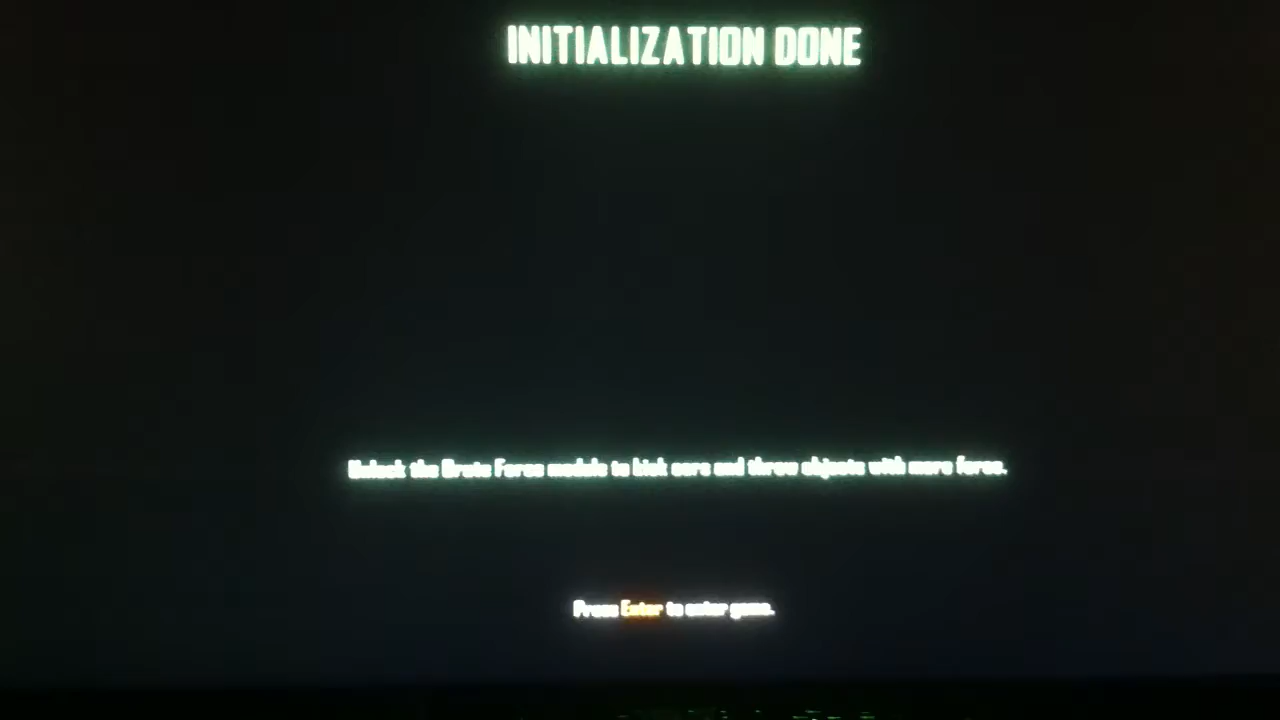 INITIALIZATION DONE
Unlock the Brute Force module to kick cars and throw objects with more force.
Press Enter to enter game.